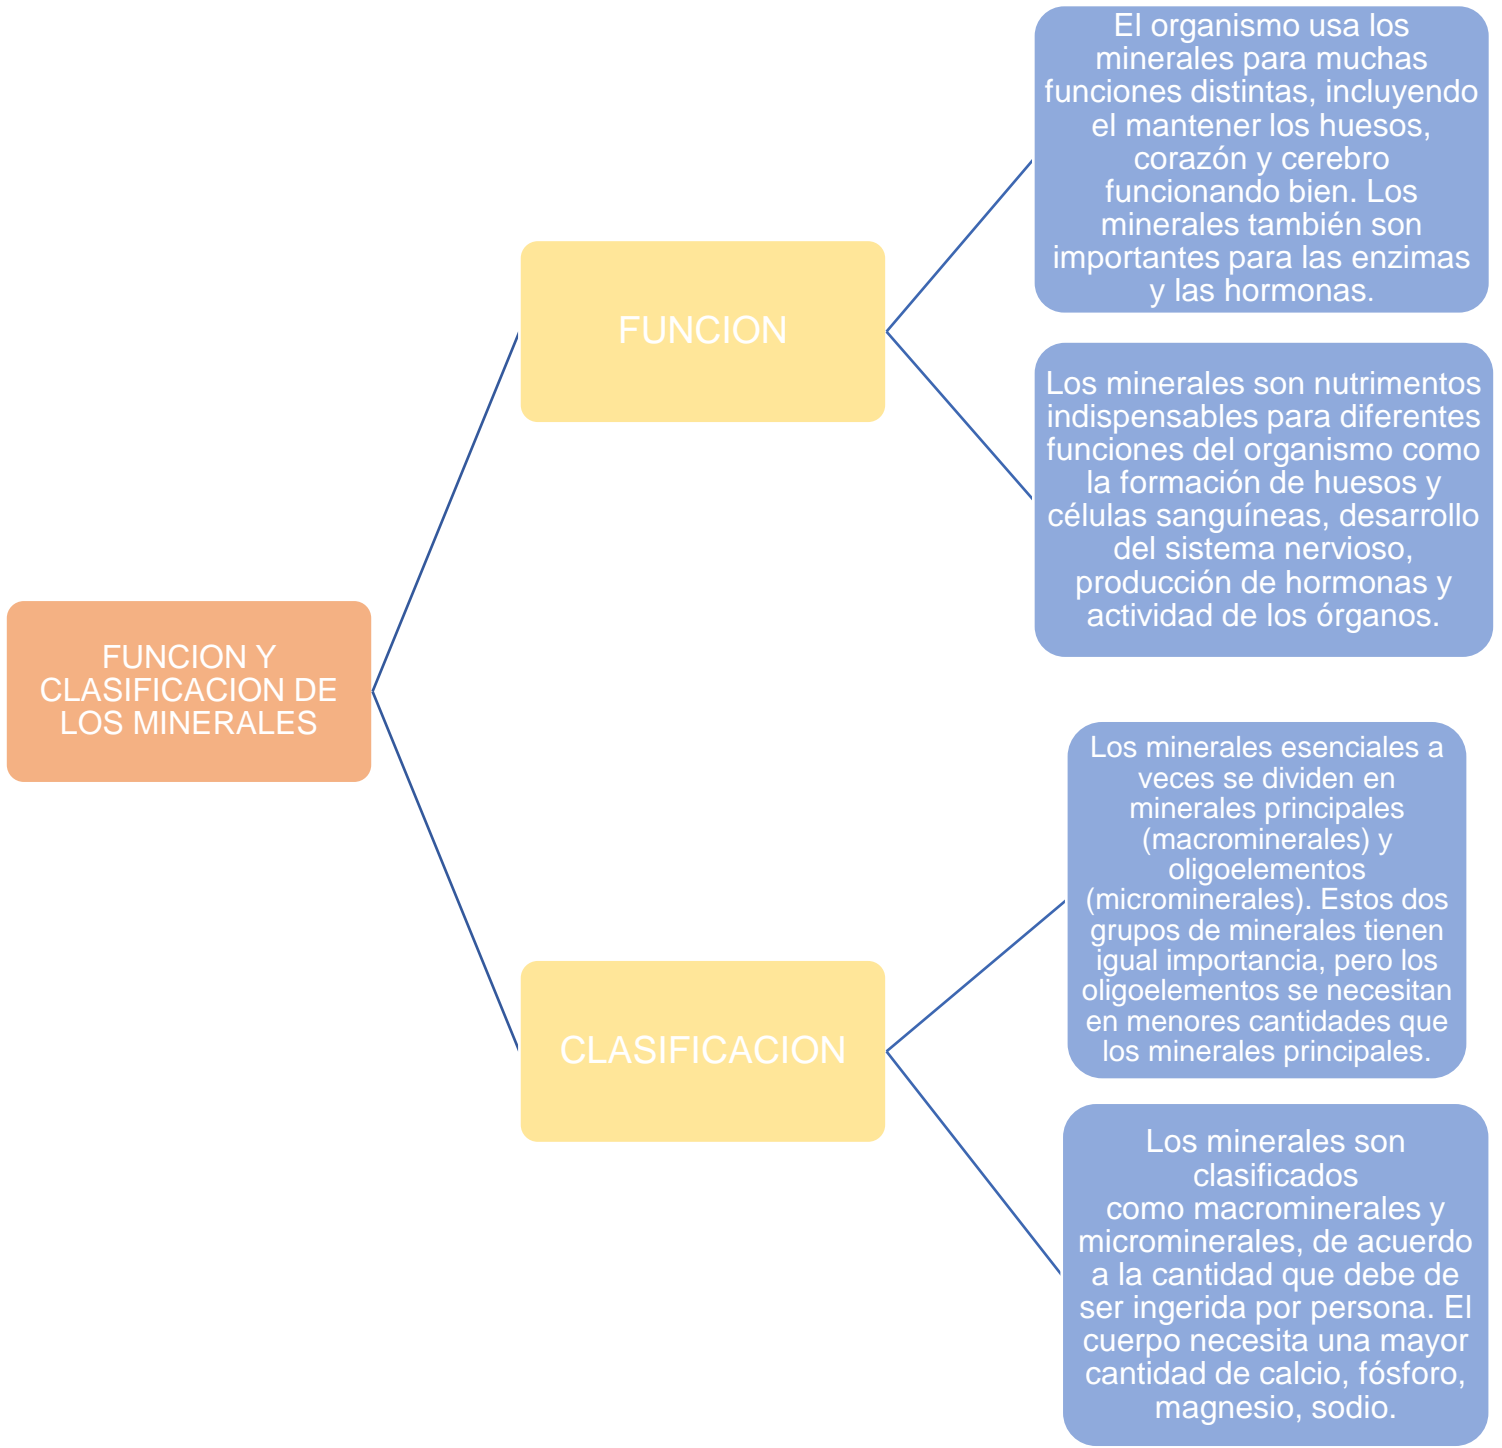 FUNCION Y
CLASIFICACION DE
LOS MINERALES
FUNCION
El organismo usa los
minerales para muchas
funciones distintas, incluyendo
el mantener los huesos,
corazón y cerebro
funcionando bien. Los
minerales también son
importantes para las enzimas
y las hormonas.
Los minerales son nutrimentos
indispensables para diferentes
funciones del organismo como
la formación de huesos y
células sanguíneas, desarrollo
del sistema nervioso,
producción de hormonas y
actividad de los órganos.
CLASIFICACION
Los minerales esenciales a
veces se dividen en
minerales principales
(macrominerales) y
oligoelementos
(microminerales). Estos dos
grupos de minerales tienen
igual importancia, pero los
oligoelementos se necesitan
en menores cantidades que
los minerales principales.
Los minerales son
clasificados
como macrominerales y
microminerales, de acuerdo
a la cantidad que debe de
ser ingerida por persona. El
cuerpo necesita una mayor
cantidad de calcio, fósforo,
magnesio, sodio.